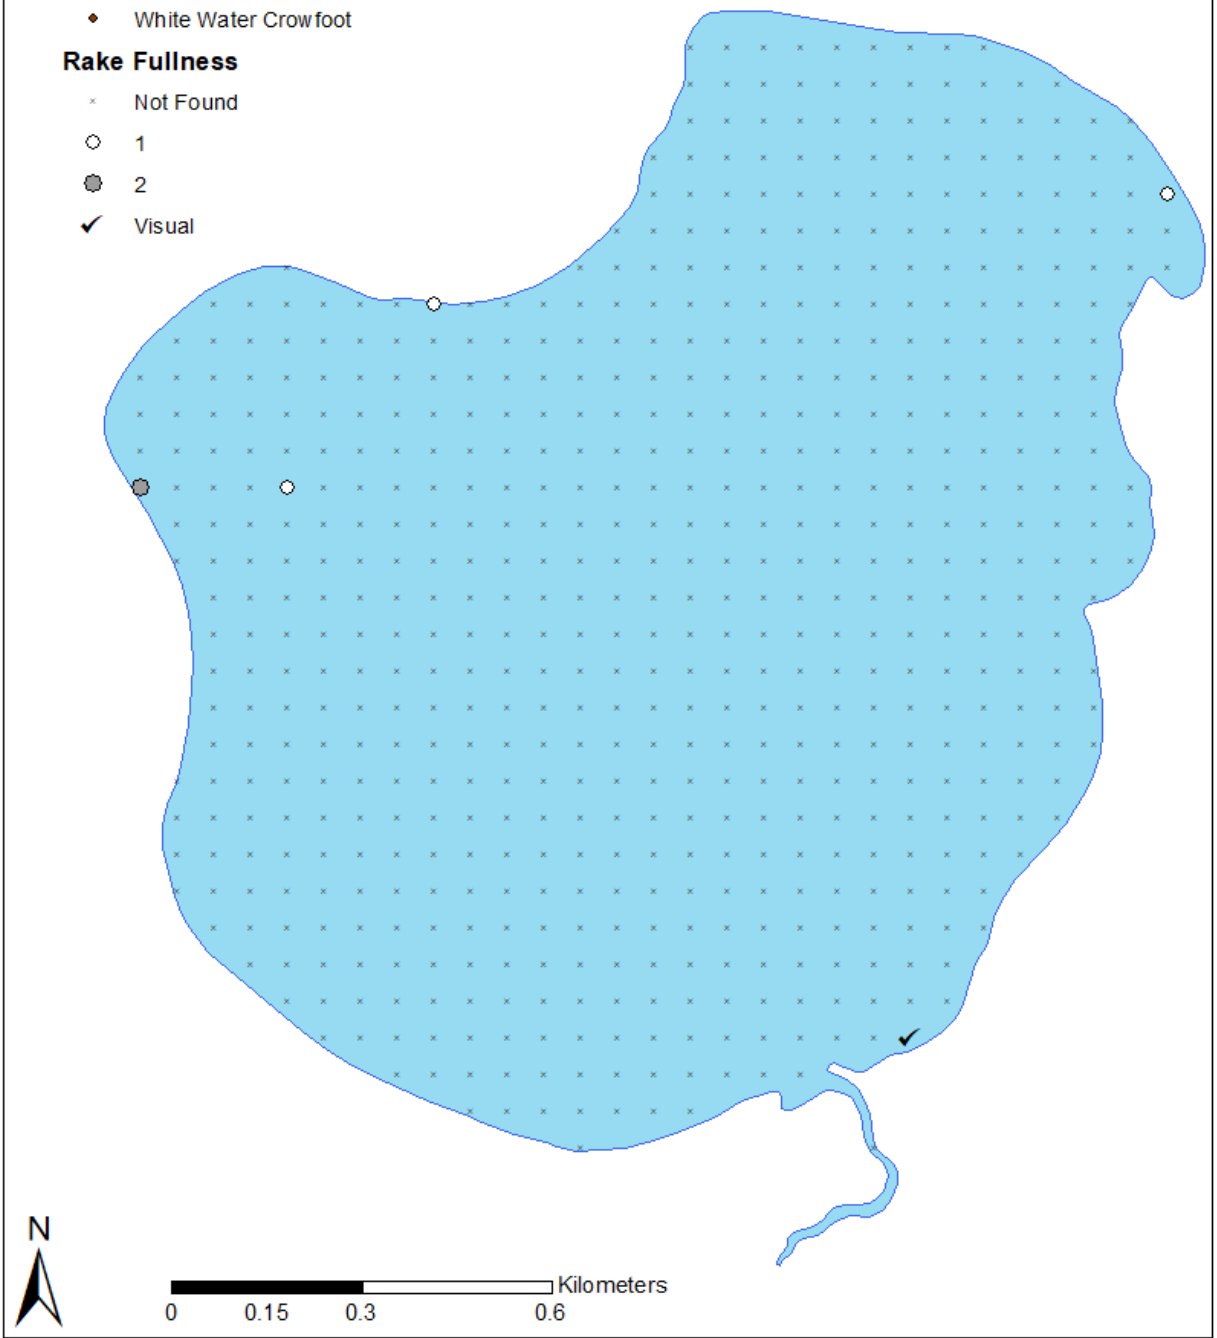 White Water Crowfoot
Rake Fullness
Not Found
1
2
Visual
N
Kilometers
0 0.15 0.3 0.6